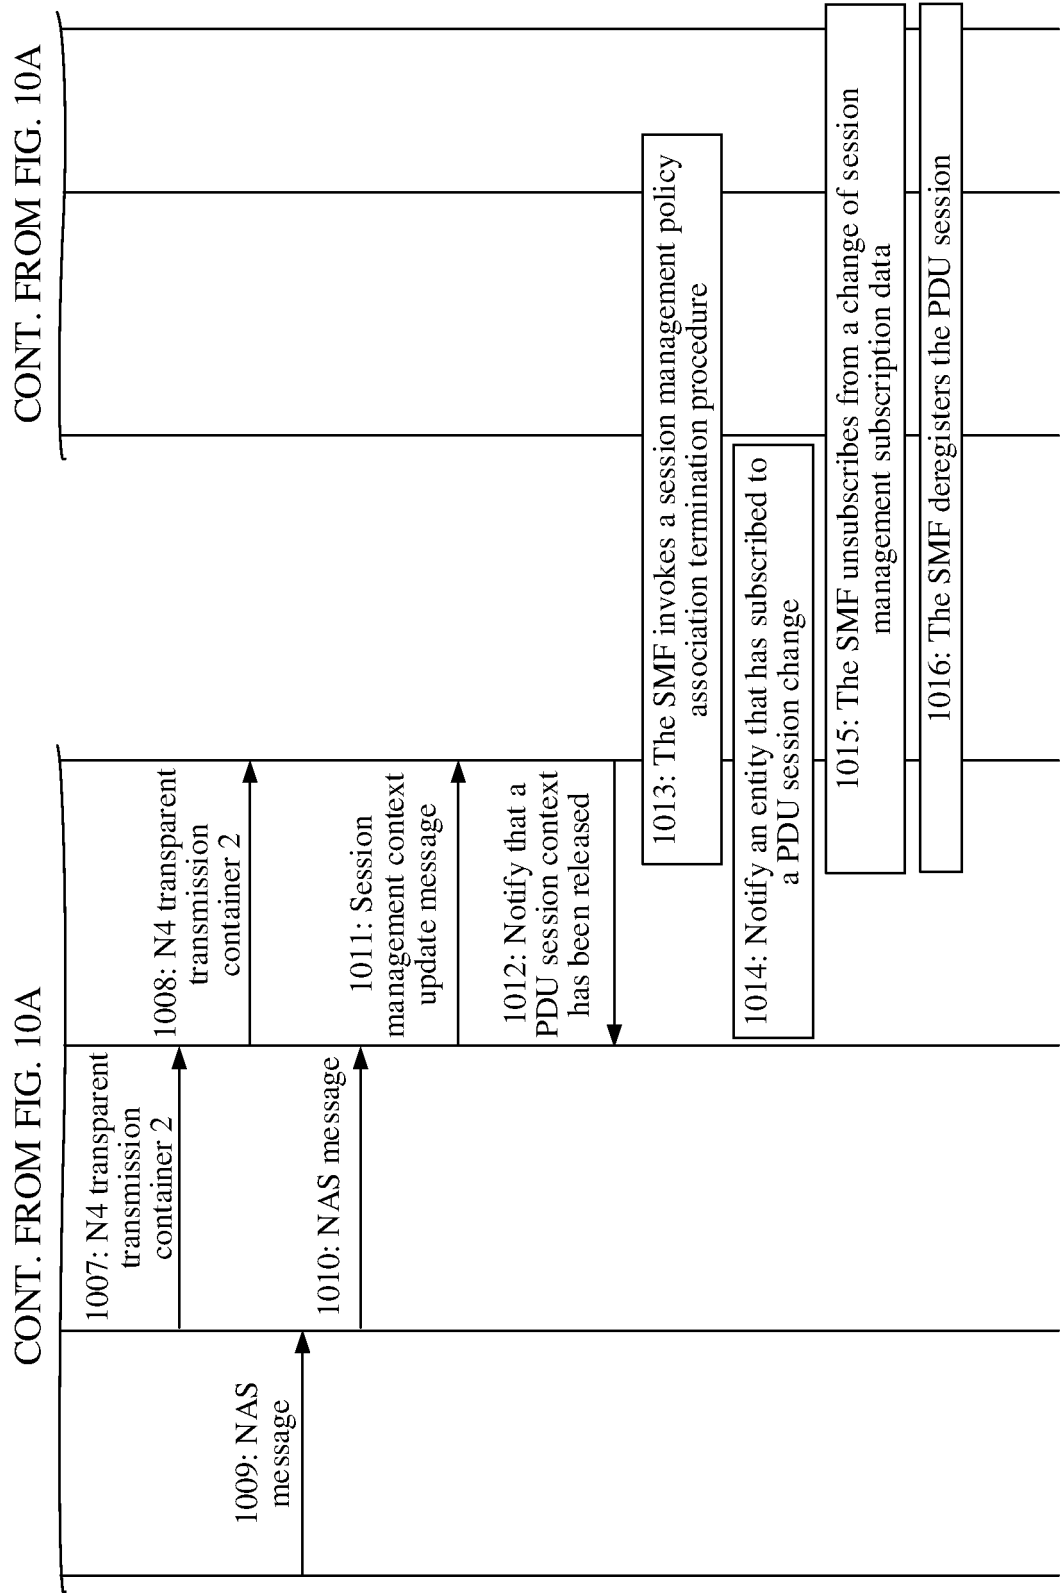 CONT. FROM FIG. 10A
CONT. FROM FIG. 10A
1007: N4 transparent
transmission
container 2
1008: N4 transparent
transmission
container 2
1009: NAS
message
1010: NAS message
1011: Session
management context
update message
1012: Notify that a
PDU session context
has been released
1013: The SMF invokes a session management policy
association termination procedure
1014: Notify an entity that has subscribed to
a PDU session change
1015: The SMF unsubscribes from a change of session
management subscription data
1016: The SMF deregisters the PDU session